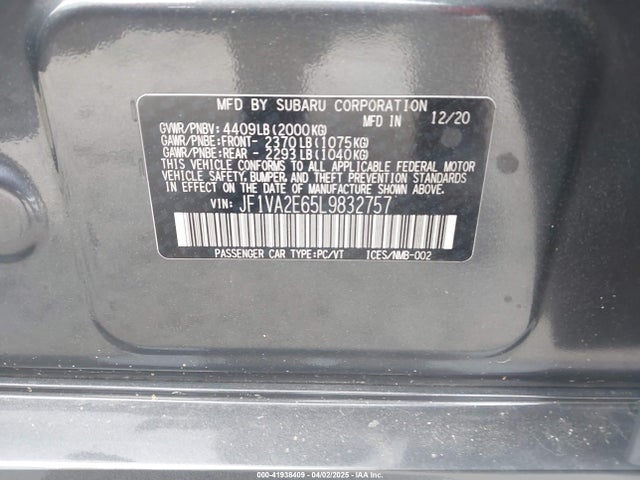 MFD BY SUBARU CORPORATION
MFD IN 12/20
GVWR/PNBV: 4409LB(2000KG)
GAWR/PNBE:FRONT- 2370LB(1075KG)
GAWR/PNBE:REAR - 2293LB(1040KG)
THIS VEHICLE CONFORMS TO ALL APPLICABLE FEDERAL MOTOR
VEHICLE SAFETY, BUMPER, AND THEFT PREVENTION STANDARDS
IN EFFECT ON THE DATE OF MANUFACTURE SHOWN ABOVE.
VIN: JF1VA2E65L9832757
PASSENGER CAR TYPE:PC/VT ICES/NMB-002
000-41938409 - 04/02/2025 - IAA Inc.